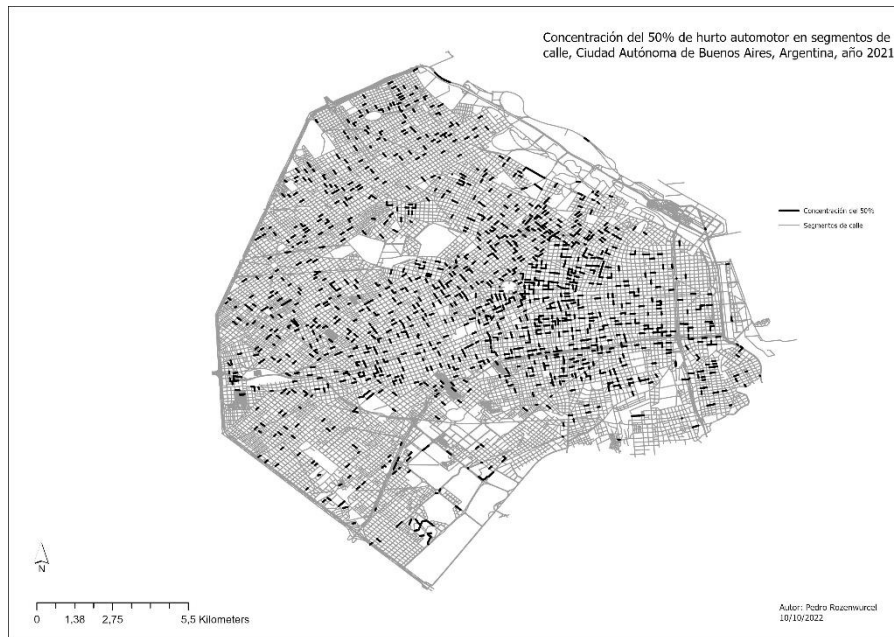 Concentración del 50% de hurto automotor en segmentos de
calle, Ciudad Autónoma de Buenos Aires, Argentina, año 2021
Concentración del 50%
Segmentos de calle
N
0 1,38 2,75 5,5 Kilometers
Autor: Pedro Rozenwurcel
10/10/2022